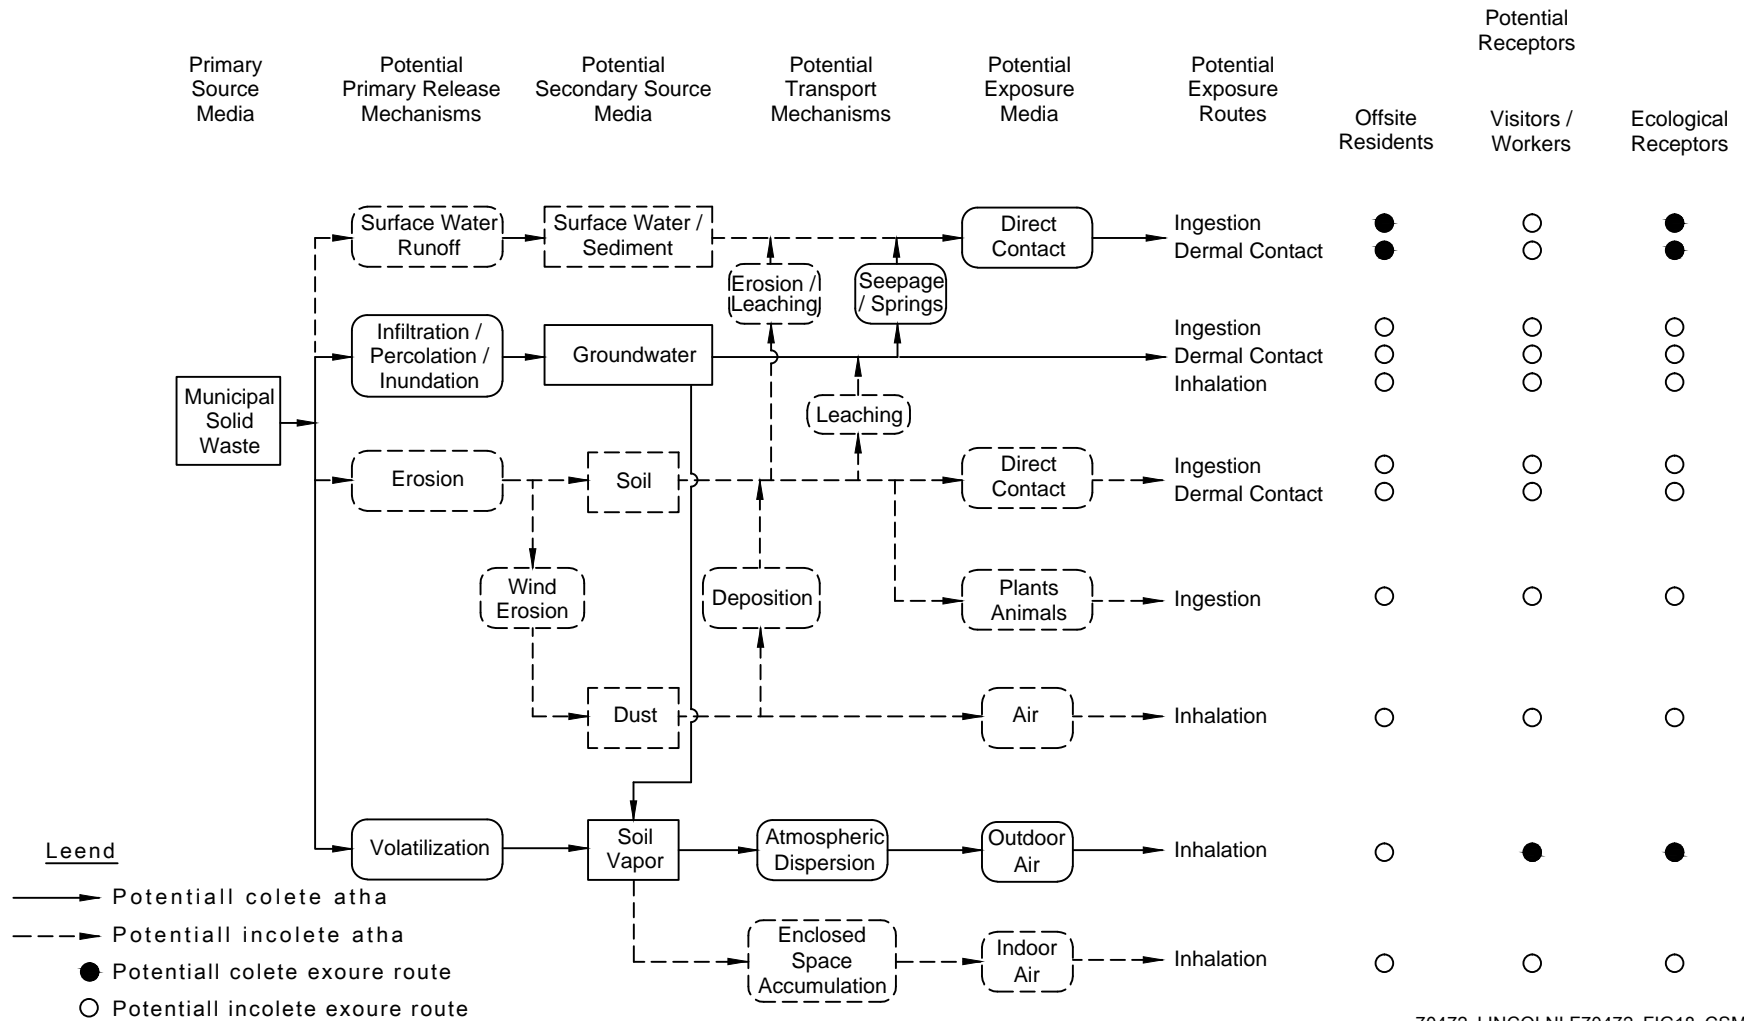 Potential
Receptors
Primary
Source
Media
Potential
Primary Release
Mechanisms
Potential
Secondary Source
Media
Potential
Transport
Mechanisms
Potential
Exposure
Media
Potential
Exposure
Routes
Offsite
Residents
Visitors /
Workers
Ecological
Receptors
Surface Water
Runoff
Surface Water /
Sediment
Direct
Contact
Ingestion
Dermal Contact
Erosion /
Leaching
Seepage
/ Springs
Infiltration /
Percolation /
Inundation
Groundwater
Ingestion
Dermal Contact
Inhalation
Municipal
Solid
Waste
Leaching
Erosion
Soil
Direct
Contact
Ingestion
Dermal Contact
Wind
Erosion
Deposition
Plants
Animals
Ingestion
Dust
Air
Inhalation
Volatilization
Soil
Vapor
Atmospheric
Dispersion
Outdoor
Air
Inhalation
Enclosed
Space
Accumulation
Indoor
Air
Inhalation
Leend
Potentiall colete atha
Potentiall incolete atha
Potentiall colete exoure route
Potentiall incolete exoure route